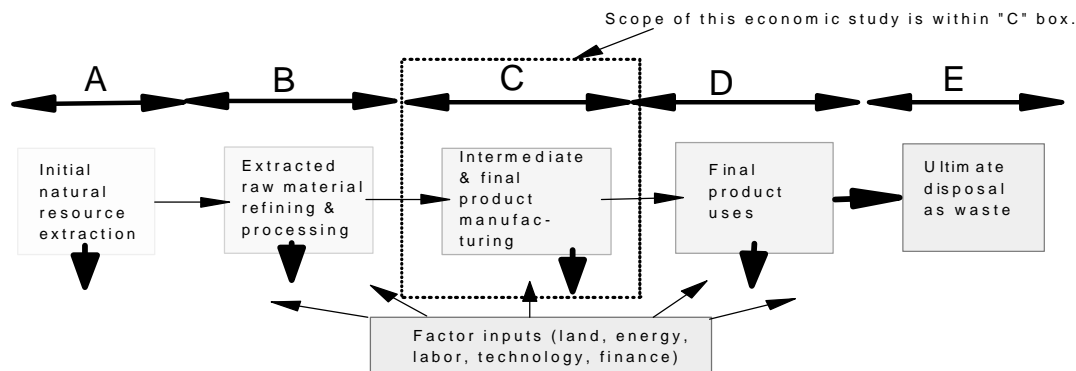 Scope of this economic study is within "C" box.
A
B
C
D
E
Initial
natural
resource
extraction
Extracted
raw material
refining &
processing
Intermediate
& final
product
manufac-
turing
Final
product
uses
Ultimate
disposal
as waste
Factor inputs (land, energy,
labor, technology, finance)